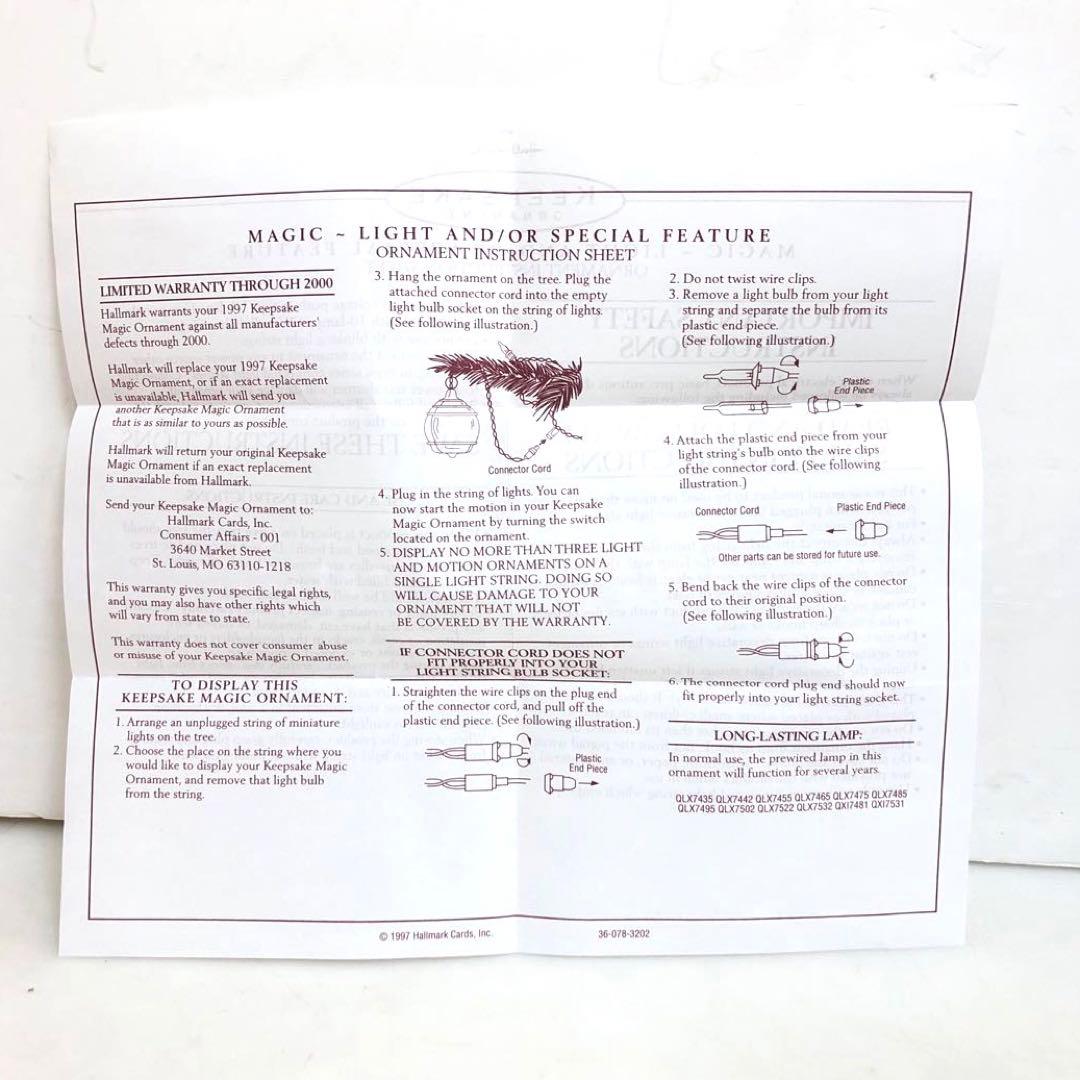 MAGIC ~ LIGHT AND/OR SPECIAL FEATURE
ORNAMENT INSTRUCTION SHEET
LIMITED WARRANTY THROUGH 2000
Hallmark warrants your 1997 Keepsake
Magic Ornament against all manufacturers'
defects through 2000.
Hallmark will replace your 1997 Keepsake
Magic Ornament, or if an exact replacement
is unavailable, Hallmark will send you
another Keepsake Magic Ornament
that is as similar to yours as possible.
Hallmark will return your original Keepsake
Magic Ornament if an exact replacement
is unavailable from Hallmark.
Send your Keepsake Magic Ornament to:
Hallmark Cards, Inc.
Consumer Affairs - 001
3640 Market Street
St. Louis, MO 63110-1218
This warranty gives you specific legal rights,
and you may also have other rights which
will vary from state to state.
This warranty does not cover consumer abuse
or misuse of your Keepsake Magic Ornament.
TO DISPLAY THIS
KEEPSAKE MAGIC ORNAMENT:
1. Arrange an unplugged string of miniature
lights on the tree.
2. Choose the place on the string where you
would like to display your Keepsake Magic
Ornament, and remove that light bulb
from the string.
3. Hang the ornament on the tree. Plug the
attached connector cord into the empty
light bulb socket on the string of lights.
(See following illustration.)
Connector Cord
4. Plug in the string of lights. You can
now start the motion in your Keepsake
Magic Ornament by turning the switch
located on the ornament.
5. DISPLAY NO MORE THAN THREE LIGHT
AND MOTION ORNAMENTS ON A
SINGLE LIGHT STRING. DOING SO
WILL CAUSE DAMAGE TO YOUR
ORNAMENT THAT WILL NOT
BE COVERED BY THE WARRANTY.
IF CONNECTOR CORD DOES NOT
FIT PROPERLY INTO YOUR
LIGHT STRING BULB SOCKET:
1. Straighten the wire clips on the plug end
of the connector cord, and pull off the
plastic end piece. (See following illustration.)
Plastic
End Piece
2. Do not twist wire clips.
3. Remove a light bulb from your light
string and separate the bulb from its
plastic end piece.
(See following illustration.)
Plastic
End Piece
4. Attach the plastic end piece from your
light string's bulb onto the wire clips
of the connector cord. (See following
illustration.)
Connector Cord Plastic End Piece
Other parts can be stored for future use.
5. Bend back the wire clips of the connector
cord to their original position.
(See following illustration.)
6. The connector cord plug end should now
fit properly into your light string socket.
LONG-LASTING LAMP:
In normal use, the prewired lamp in this
ornament will function for several years.
QLX7435 QLX7442 QLX7455 QLX7465 QLX7475 QLX7485
QLX7495 QLX7502 QLX7522 QLX7532 QXI7481 QXI7531
© 1997 Hallmark Cards, Inc. 36-078-3202